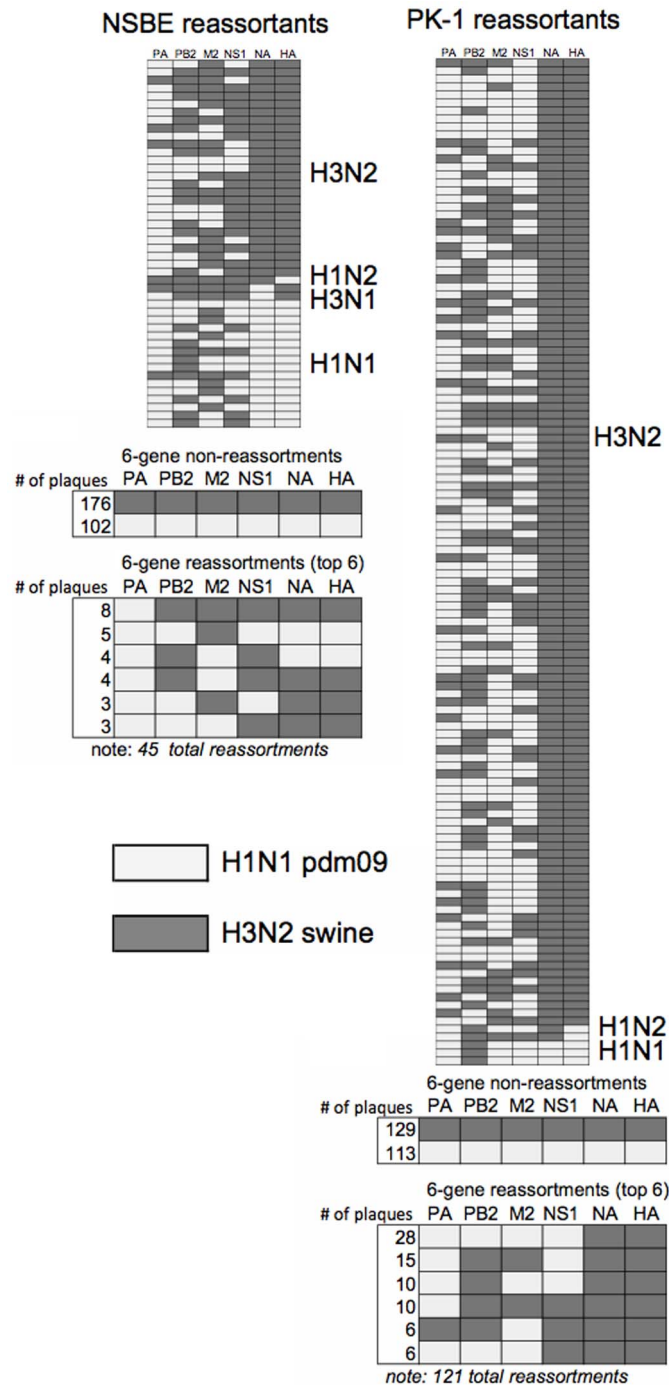 NSBE reassortants
PA PB2 M2 NS1 NA HA
H3N2
H1N2
H3N1
H1N1
6-gene non-reassortments
# of plaques PA PB2 M2 NS1 NA HA
176
102
6-gene reassortments (top 6)
# of plaques PA PB2 M2 NS1 NA HA
8
5
4
4
3
3
note: 45 total reassortments
H1N1 pdm09
H3N2 swine
PK-1 reassortants
PA PB2 M2 NS1 NA HA
H3N2
H1N2
H1N1
6-gene non-reassortments
# of plaques PA PB2 M2 NS1 NA HA
129
113
6-gene reassortments (top 6)
# of plaques PA PB2 M2 NS1 NA HA
28
15
10
10
6
6
note: 121 total reassortments